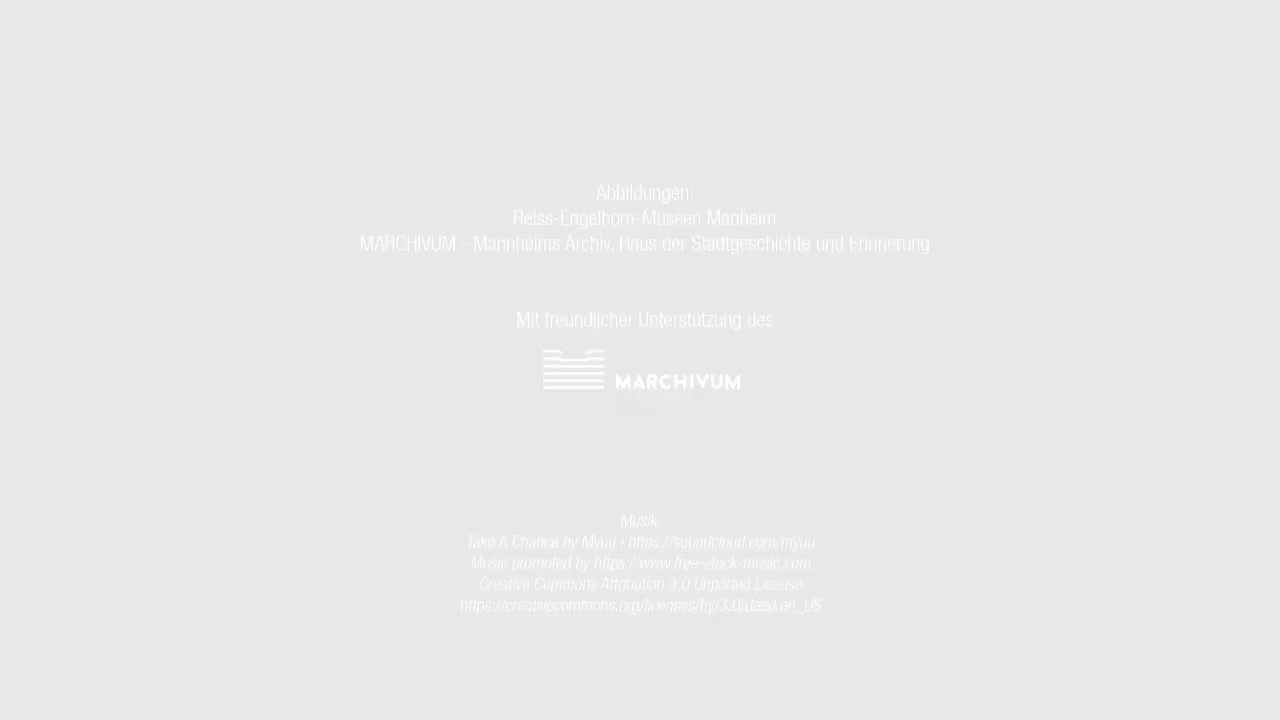 Abbildungen:
Reiss-Engelhorn-Museen Manheim
MARCHIVUM - Mannheims Archiv, Haus der Stadtgeschichte und Erinnerung
Mit freundlicher Unterstützung des
MARCHIVUM
Musik:
Take A Chance by Myuu | https://soundcloud.com/myuu
Music promoted by https://www.free-stock-music.com
Creative Commons Attribution 3.0 Unported License
https://creativecommons.org/licenses/by/3.0/deed.en_US